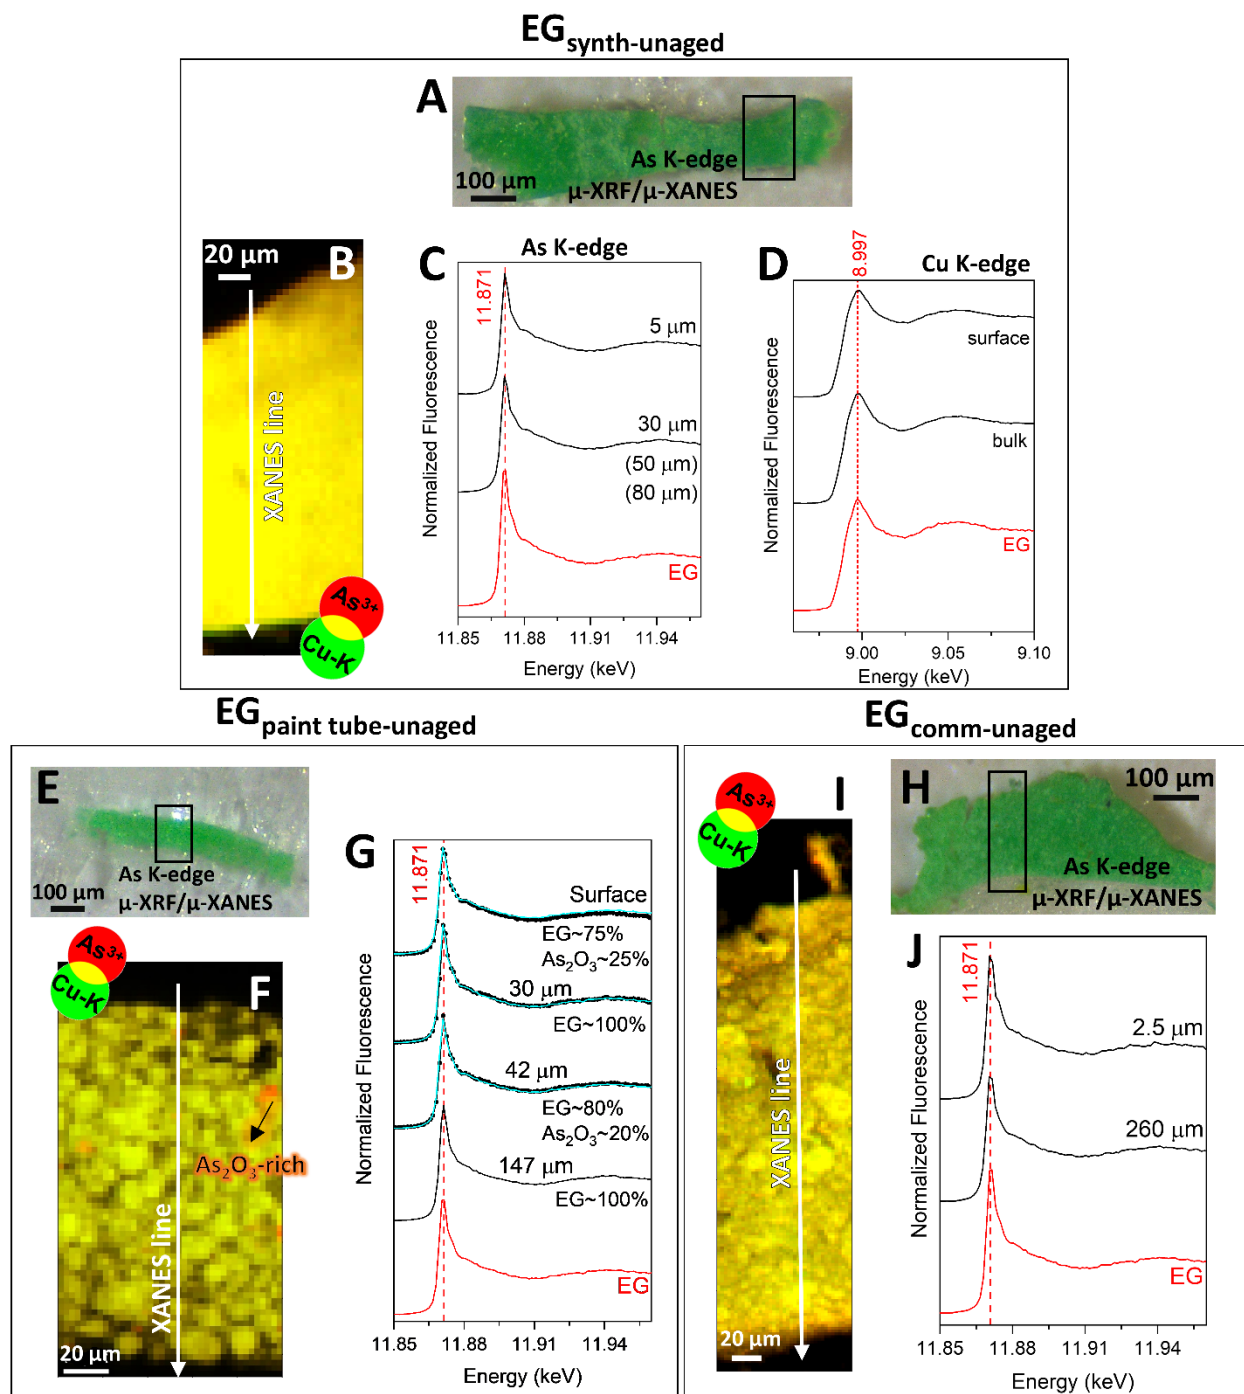 EG_synth-unaged
A
As K-edge
μ-XRF/μ-XANES
100 μm
20 μm
B
XANES line
As³⁺
Cu-K
C
As K-edge
11.871
5 μm
30 μm
(50 μm)
(80 μm)
EG
Normalized Fluorescence
11.85 11.88 11.91 11.94
Energy (keV)
D
8.997
Cu K-edge
surface
bulk
EG
Normalized Fluorescence
9.00 9.05 9.10
Energy (keV)
EG_paint tube-unaged
E
As K-edge
μ-XRF/μ-XANES
100 μm
As³⁺
Cu-K
F
As₂O₃-rich
XANES line
20 μm
G
11.871
Surface
EG~75%
As₂O₃~25%
30 μm
EG~100%
42 μm
EG~80%
As₂O₃~20%
147 μm
EG~100%
EG
Normalized Fluorescence
11.85 11.88 11.91 11.94
Energy (keV)
EG_comm-unaged
H
100 μm
As K-edge
μ-XRF/μ-XANES
As³⁺
Cu-K
I
XANES line
20 μm
J
11.871
2.5 μm
260 μm
EG
Normalized Fluorescence
11.85 11.88 11.91 11.94
Energy (keV)